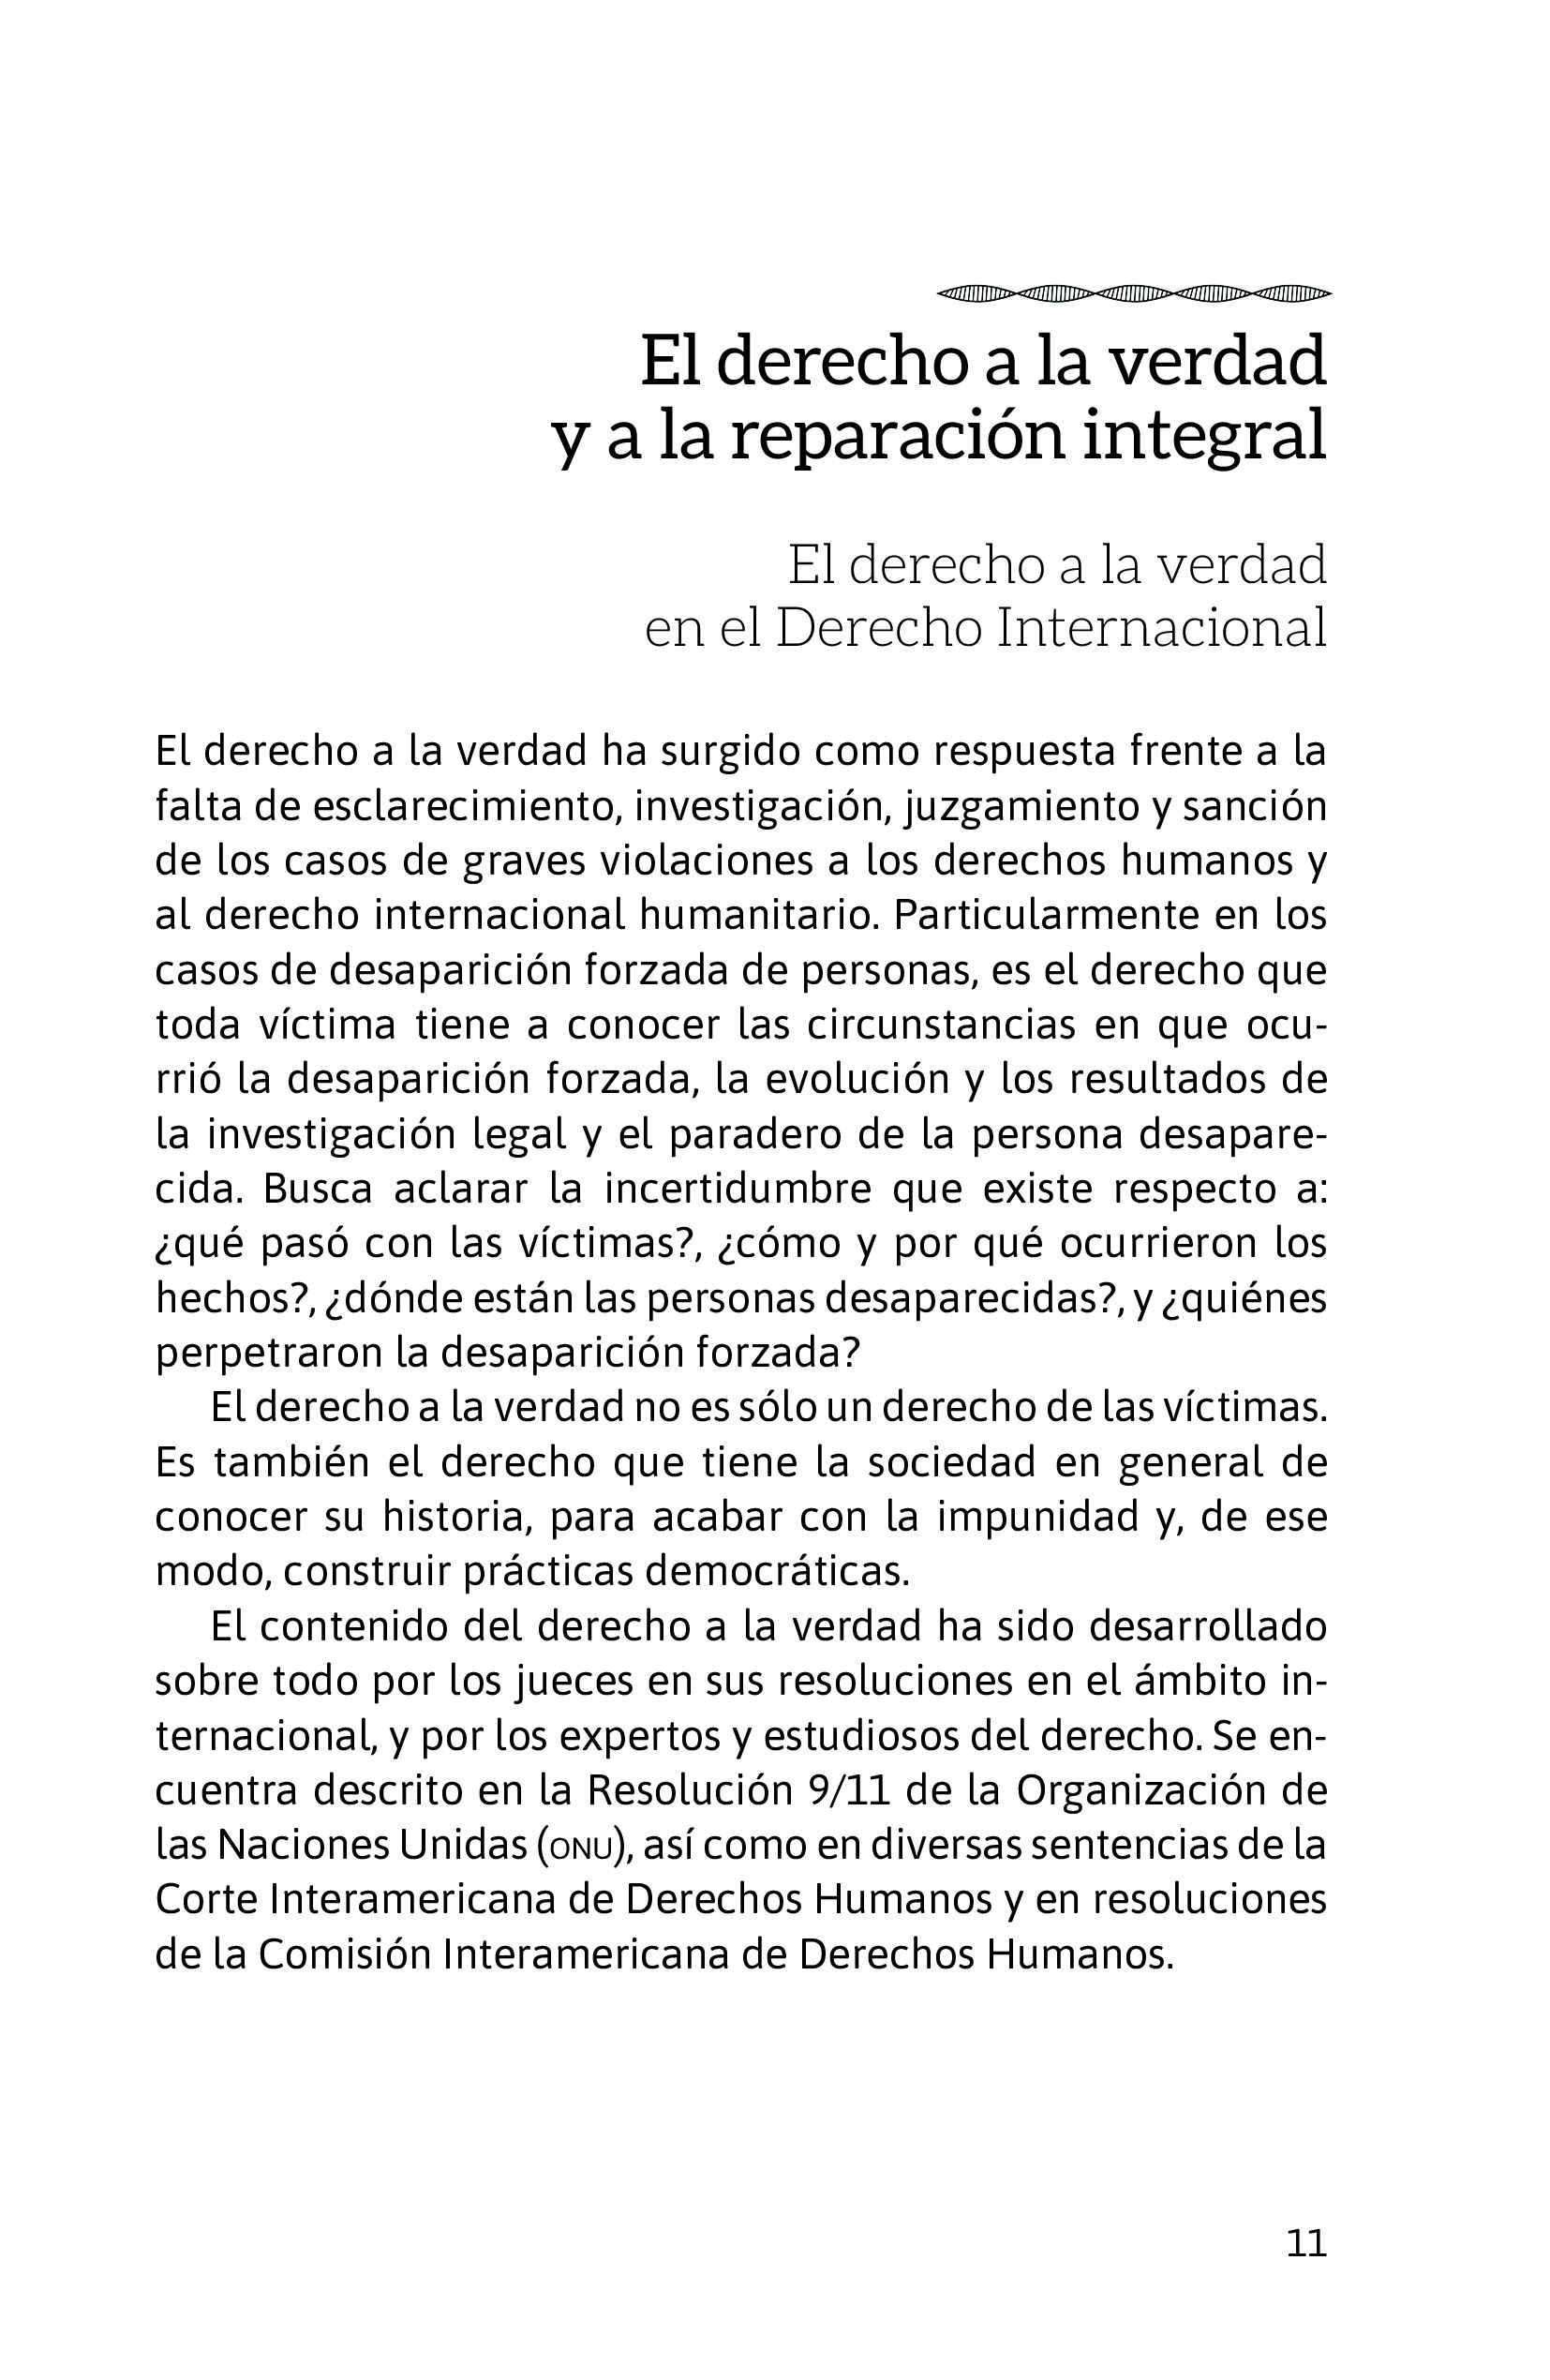 El derecho a la verdad
y a la reparación integral
El derecho a la verdad
en el Derecho Internacional
El derecho a la verdad ha surgido como respuesta frente a la
falta de esclarecimiento, investigación, juzgamiento y sanción
de los casos de graves violaciones a los derechos humanos y
al derecho internacional humanitario. Particularmente en los
casos de desaparición forzada de personas, es el derecho que
toda víctima tiene a conocer las circunstancias en que ocu-
rrió la desaparición forzada, la evolución y los resultados de
la investigación legal y el paradero de la persona desapare-
cida. Busca aclarar la incertidumbre que existe respecto a:
¿qué pasó con las víctimas?, ¿cómo y por qué ocurrieron los
hechos?, ¿dónde están las personas desaparecidas?, y ¿quiénes
perpetraron la desaparición forzada?
El derecho a la verdad no es sólo un derecho de las víctimas.
Es también el derecho que tiene la sociedad en general de
conocer su historia, para acabar con la impunidad y, de ese
modo, construir prácticas democráticas.
El contenido del derecho a la verdad ha sido desarrollado
sobre todo por los jueces en sus resoluciones en el ámbito in-
ternacional, y por los expertos y estudiosos del derecho. Se en-
cuentra descrito en la Resolución 9/11 de la Organización de
las Naciones Unidas (ONU), así como en diversas sentencias de la
Corte Interamericana de Derechos Humanos y en resoluciones
de la Comisión Interamericana de Derechos Humanos.
11